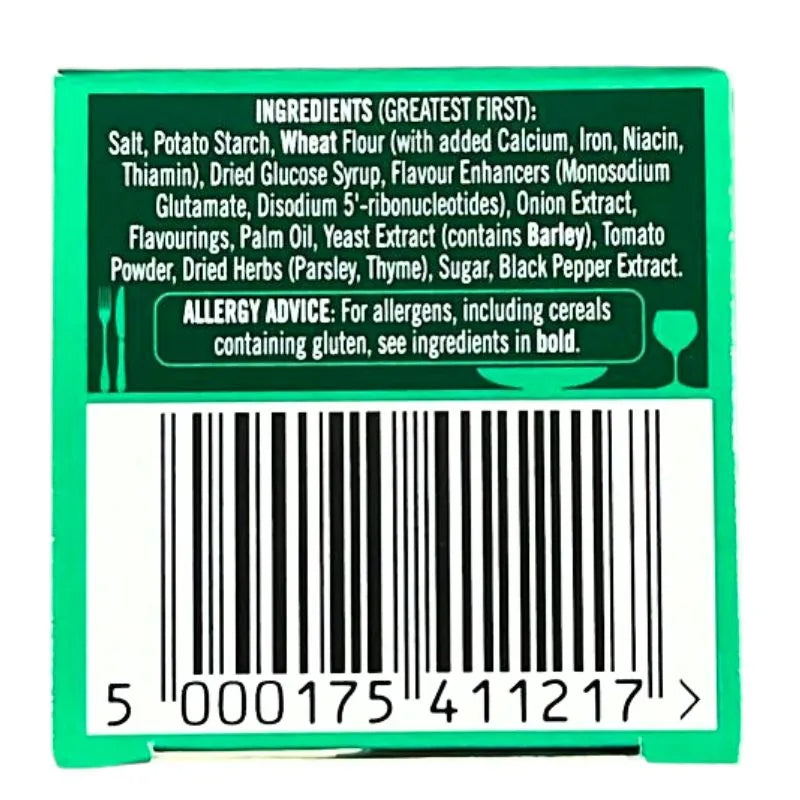 INGREDIENTS (GREATEST FIRST):
Salt, Potato Starch, Wheat Flour (with added Calcium, Iron, Niacin,
Thiamin), Dried Glucose Syrup, Flavour Enhancers (Monosodium
Glutamate, Disodium 5'-ribonucleotides), Onion Extract,
Flavourings, Palm Oil, Yeast Extract (contains Barley), Tomato
Powder, Dried Herbs (Parsley, Thyme), Sugar, Black Pepper Extract.
ALLERGY ADVICE: For allergens, including cereals
containing gluten, see ingredients in bold.
5 000175 411217 >